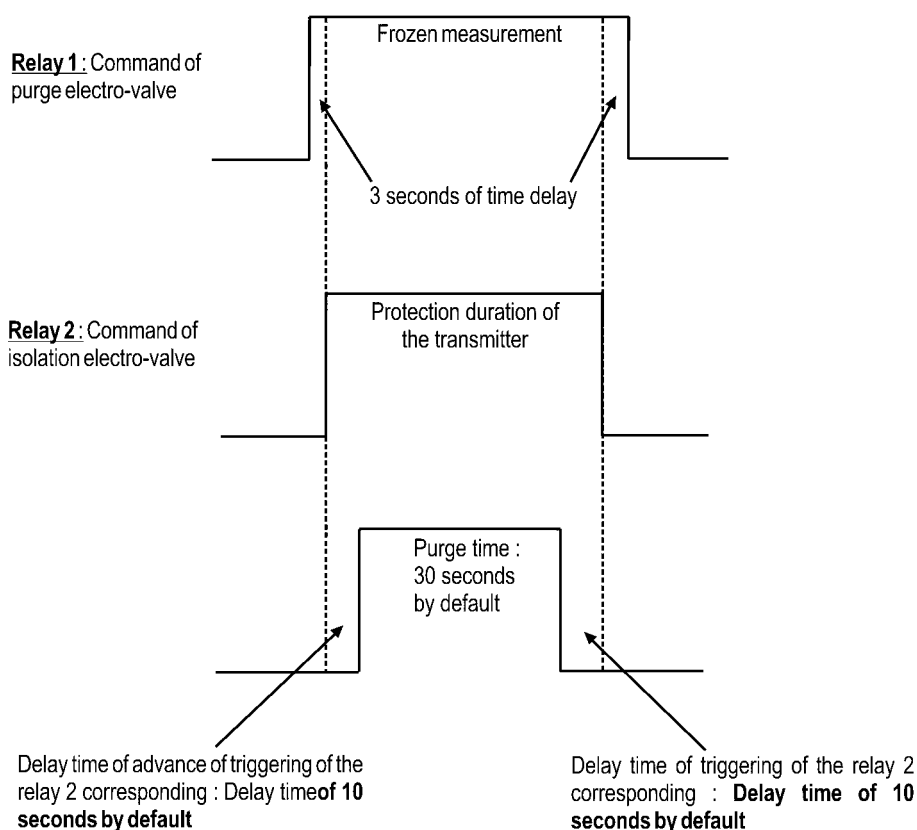 Frozen measurement
Relay 1 : Command of
purge electro-valve
3 seconds of time delay
Protection duration of
the transmitter
Relay 2 : Command of
isolation electro-valve
Purge time :
30 seconds
by default
Delay time of advance of triggering of the
relay 2 corresponding : Delay timeof 10
seconds by default
Delay time of triggering of the relay 2
corresponding : Delay time of 10
seconds by default